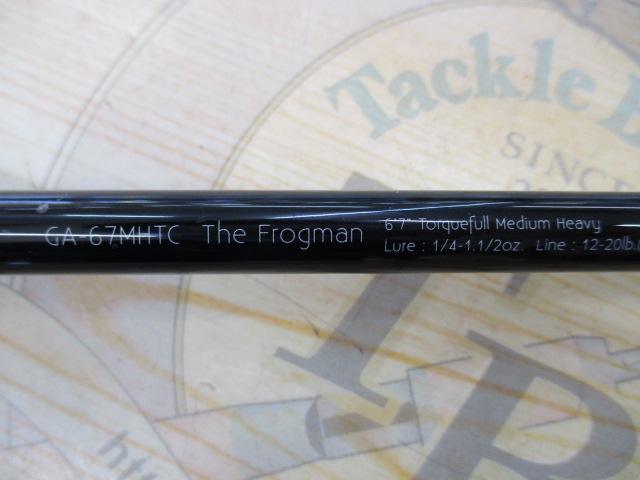 Tackle
SINCE
GA-67MHTC The Frogman
6'7" Torquefull Medium Heavy
Lure : 1/4-1.1/2oz. Line : 12-20lb.